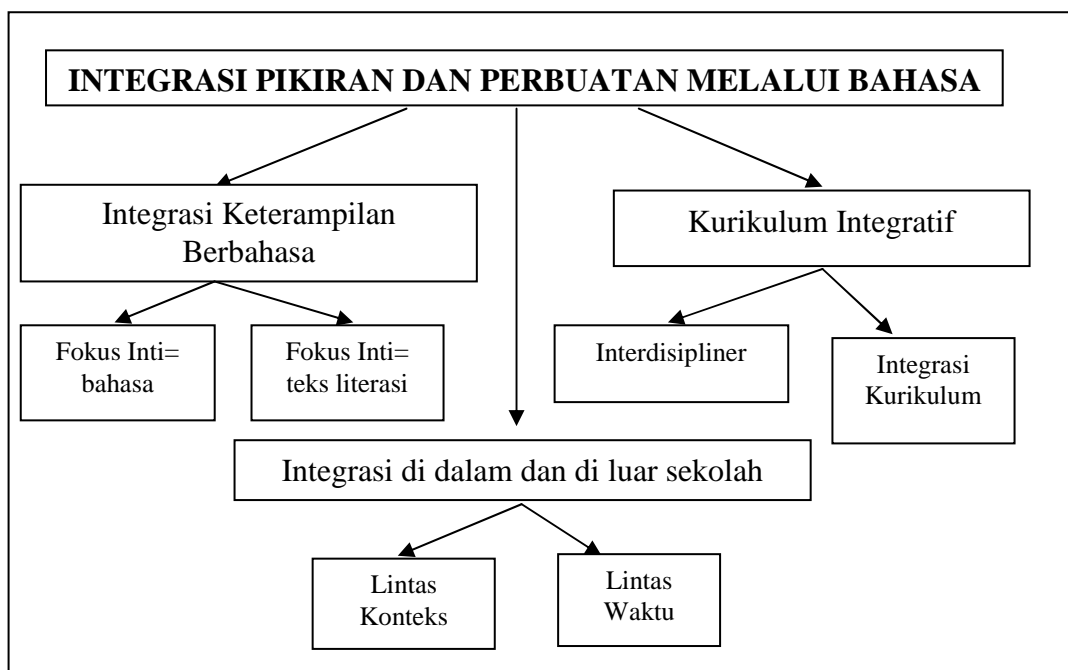 INTEGRASI PIKIRAN DAN PERBUATAN MELALUI BAHASA
Integrasi Keterampilan
Berbahasa
Kurikulum Integratif
Fokus Inti=
bahasa
Fokus Inti=
teks literasi
Interdisipliner
Integrasi
Kurikulum
Integrasi di dalam dan di luar sekolah
Lintas
Konteks
Lintas
Waktu